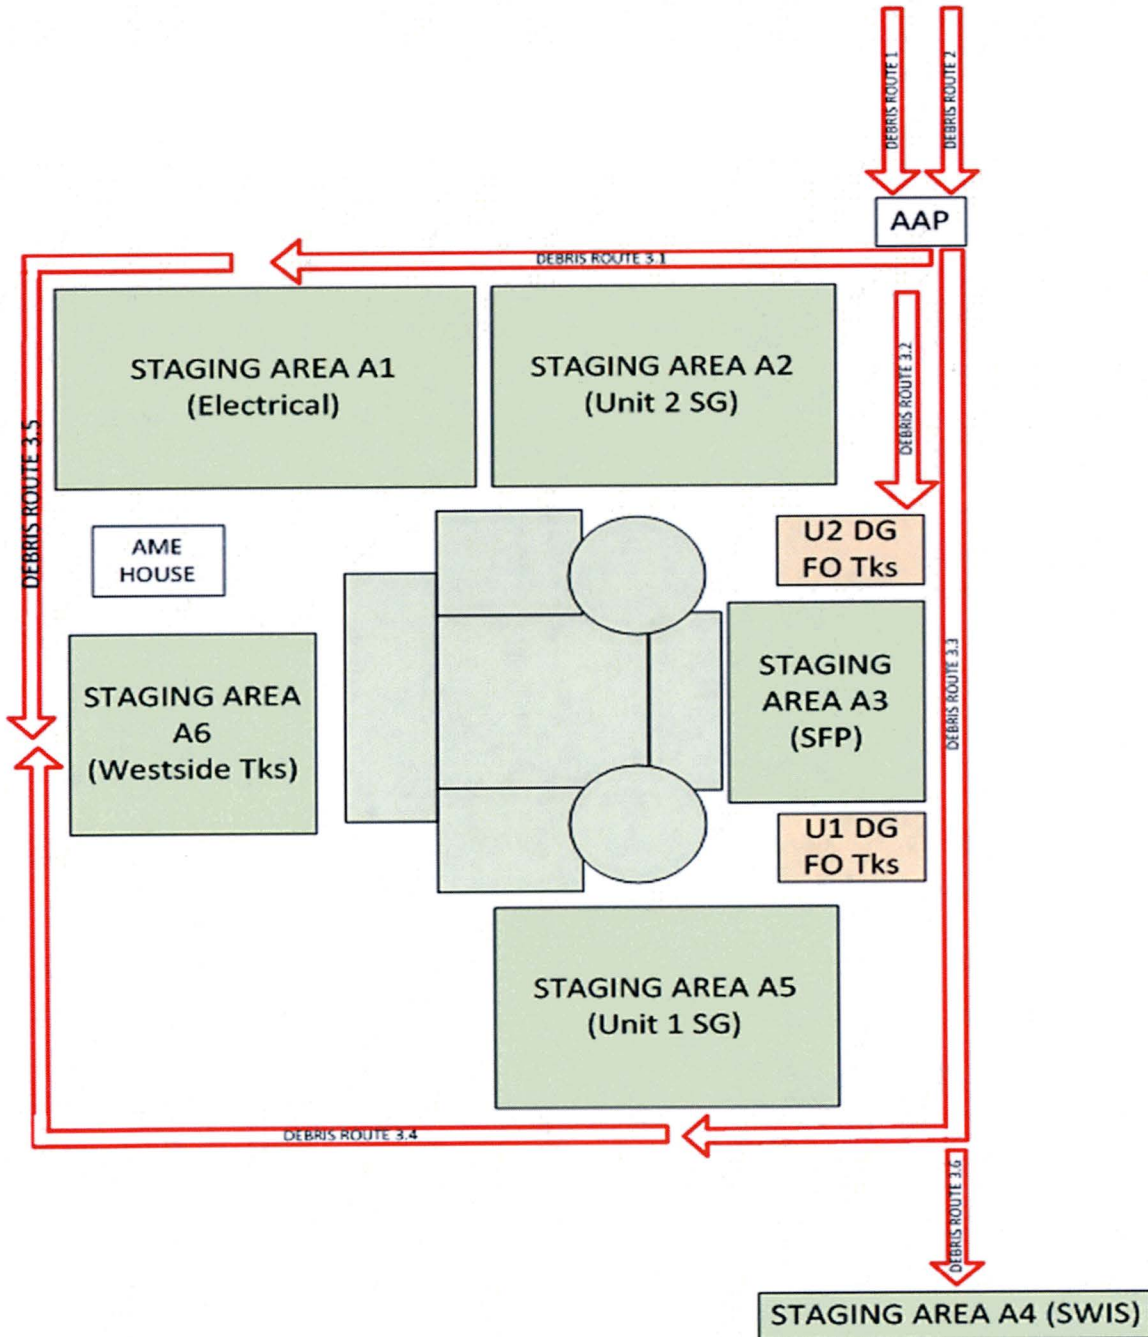 DEBRIS ROUTE 1
DEBRIS ROUTE 2
AAP
DEBRIS ROUTE 3.1
STAGING AREA A1
(Electrical)
STAGING AREA A2
(Unit 2 SG)
DEBRIS ROUTE 3.2
DEBRIS ROUTE 3.5
AME
HOUSE
U2 DG
FO Tks
STAGING AREA
A6
(Westside Tks)
STAGING
AREA A3
(SFP)
DEBRIS ROUTE 3.3
U1 DG
FO Tks
STAGING AREA A5
(Unit 1 SG)
DEBRIS ROUTE 3.4
DEBRIS ROUTE 3.6
STAGING AREA A4 (SWIS)